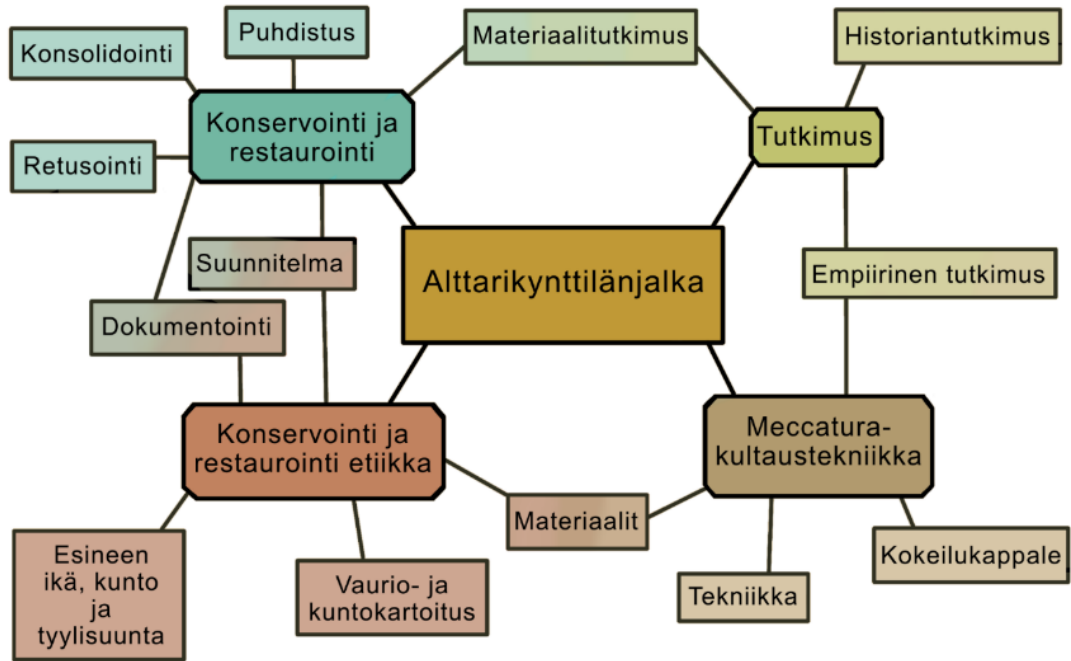 Puhdistus
Materiaalitutkimus
Historiantutkimus
Konsolidointi
Konservointi ja
restaurointi
Tutkimus
Retusointi
Suunnitelma
Alttarikynttilänjalka
Empiirinen tutkimus
Dokumentointi
Konservointi ja
restaurointi etiikka
Meccatura-
kultaustekniikka
Materiaalit
Esineen
ikä, kunto
ja
tyylisuunta
Vaurio- ja
kuntokartoitus
Tekniikka
Kokeilukappale